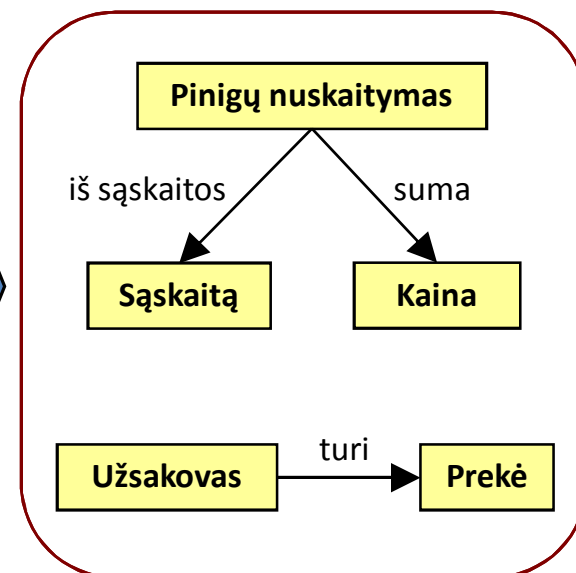 Pinigų nuskaitymas
iš sąskaitos
suma
Sąskaitą
Kaina
Užsakovas
turi
Prekė